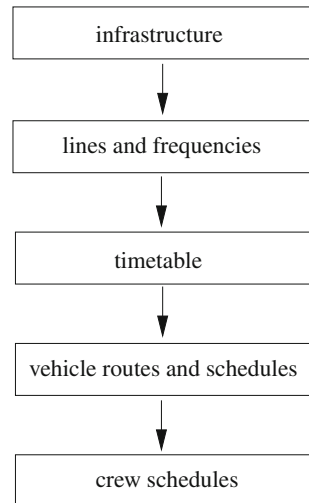 infrastructure
lines and frequencies
timetable
vehicle routes and schedules
crew schedules